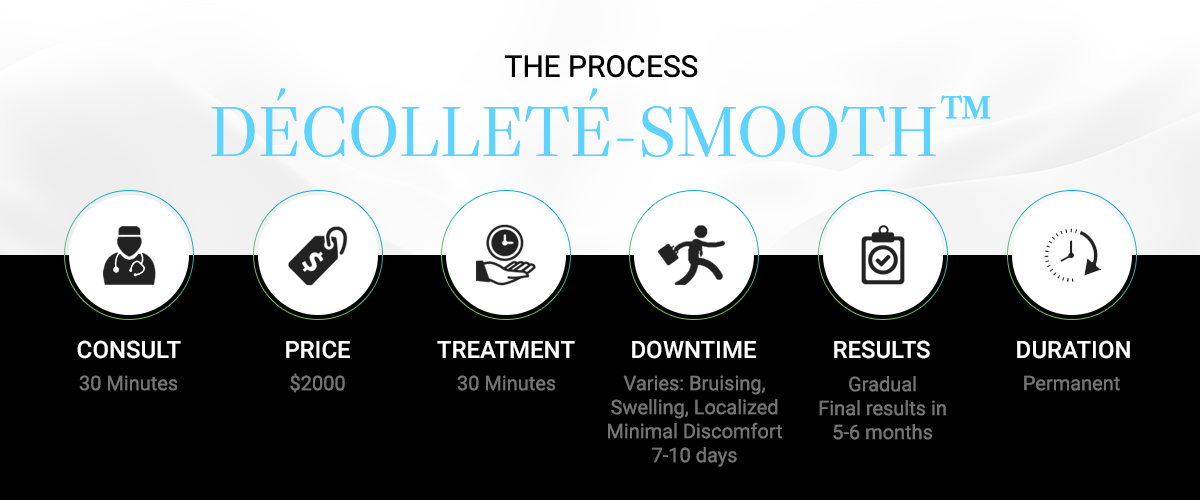 THE PROCESS
DÉCOLLETÉ-SMOOTH™
CONSULT
30 Minutes
PRICE
$2000
TREATMENT
30 Minutes
DOWNTIME
Varies: Bruising,
Swelling, Localized
Minimal Discomfort
7-10 days
RESULTS
Gradual
Final results in
5-6 months
DURATION
Permanent